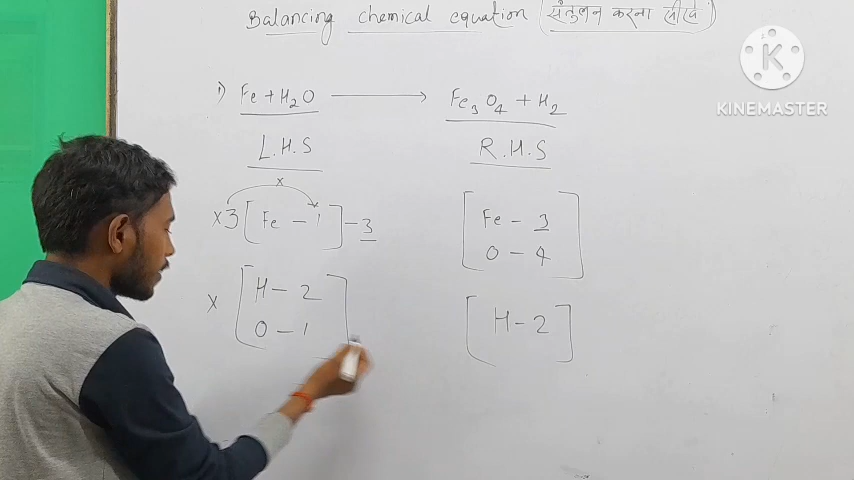 Balancing chemical equation (संतुलन करना सीखें)
K
KINEMASTER
1) Fe + H2O ⟶ Fe3O4 + H2
L.H.S R.H.S
x
x3 [Fe - 1] - 3 [Fe - 3
O - 4]
x [H - 2
O - 1] [H - 2]